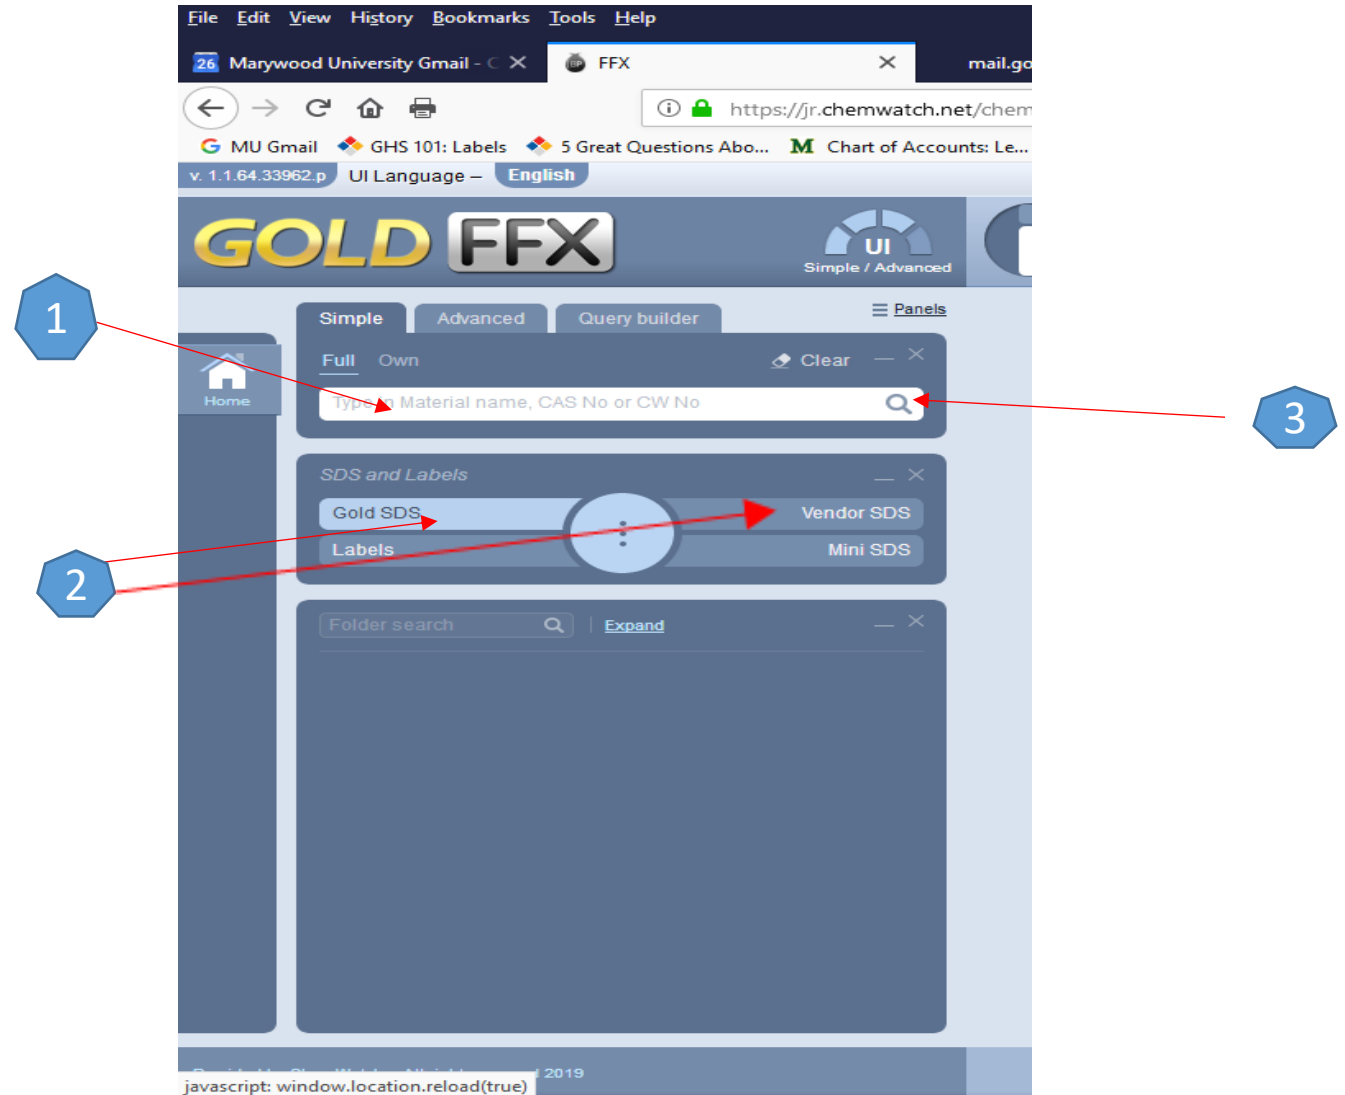 File Edit View History Bookmarks Tools Help
26 Marywood University Gmail - C FFX mail.go
https://jr.chemwatch.net/chem
G MU Gmail GHS 101: Labels 5 Great Questions Abo... M Chart of Accounts: Le...
v. 1.1.64.33962.p UI Language – English
GOLD FFX
UI
Simple / Advanced
1
Simple Advanced Query builder Panels
Full Own Clear
Home
Type in Material name, CAS No or CW No
3
SDS and Labels
Gold SDS Vendor SDS
Labels Mini SDS
2
Folder search Expand
2019
javascript: window.location.reload(true)